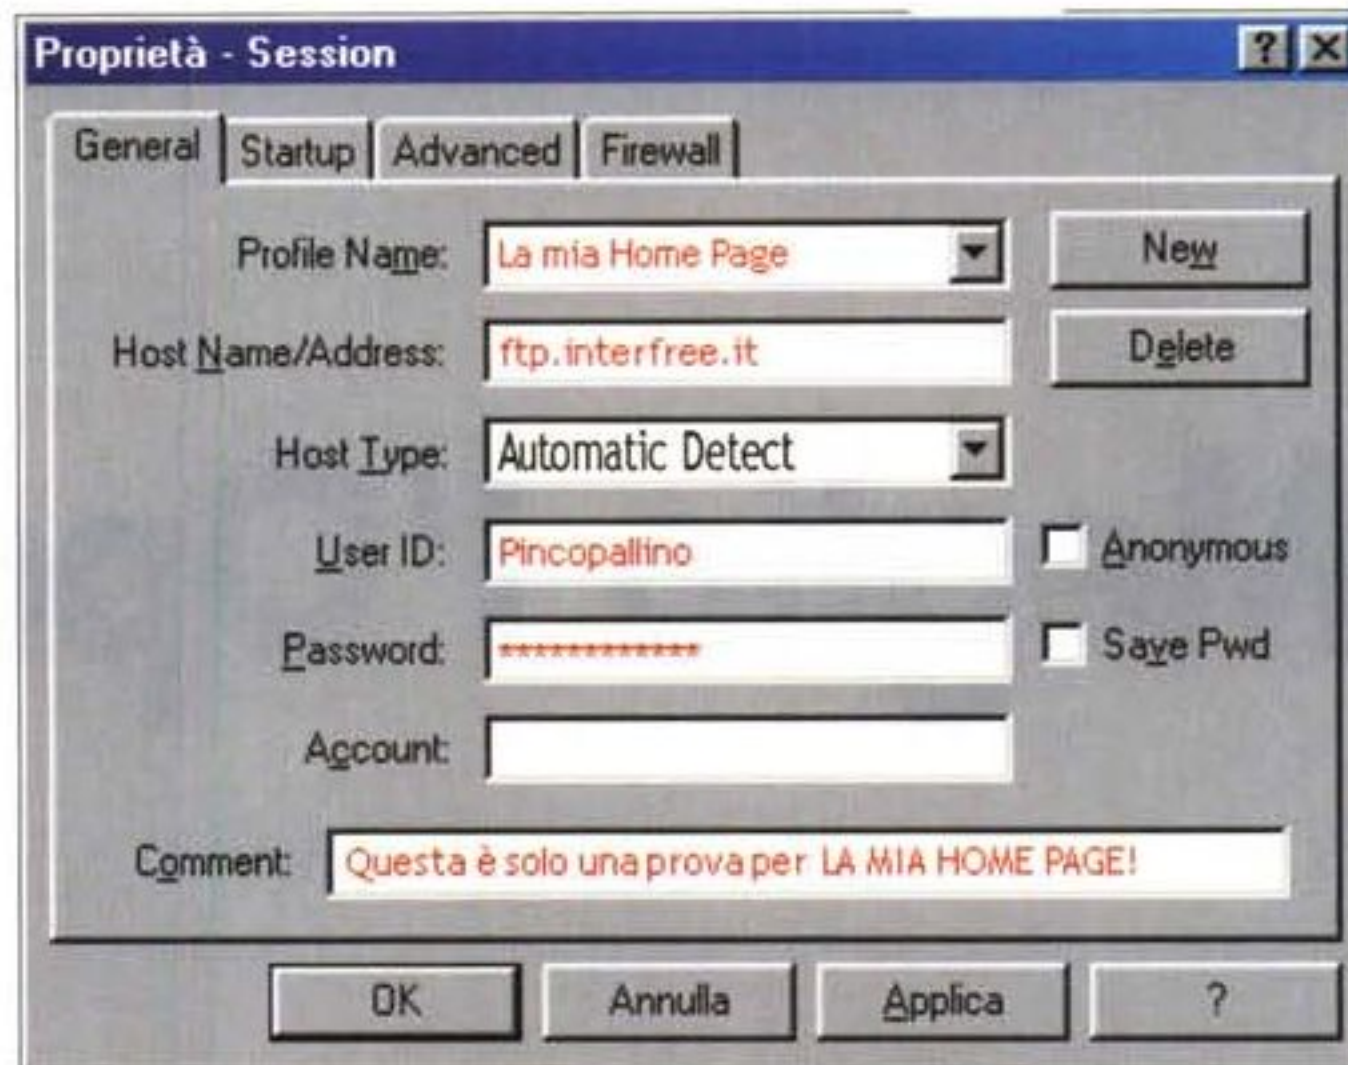 Proprietà - Session ? X
General Startup Advanced Firewall
Profile Name: La mia Home Page New
Host Name/Address: ftp.interfree.it Delete
Host Type: Automatic Detect
User ID: Pincopallino Anonymous
Password: ************ Save Pwd
Account:
Comment: Questa è solo una prova per LA MIA HOME PAGE!
OK Annulla Applica ?